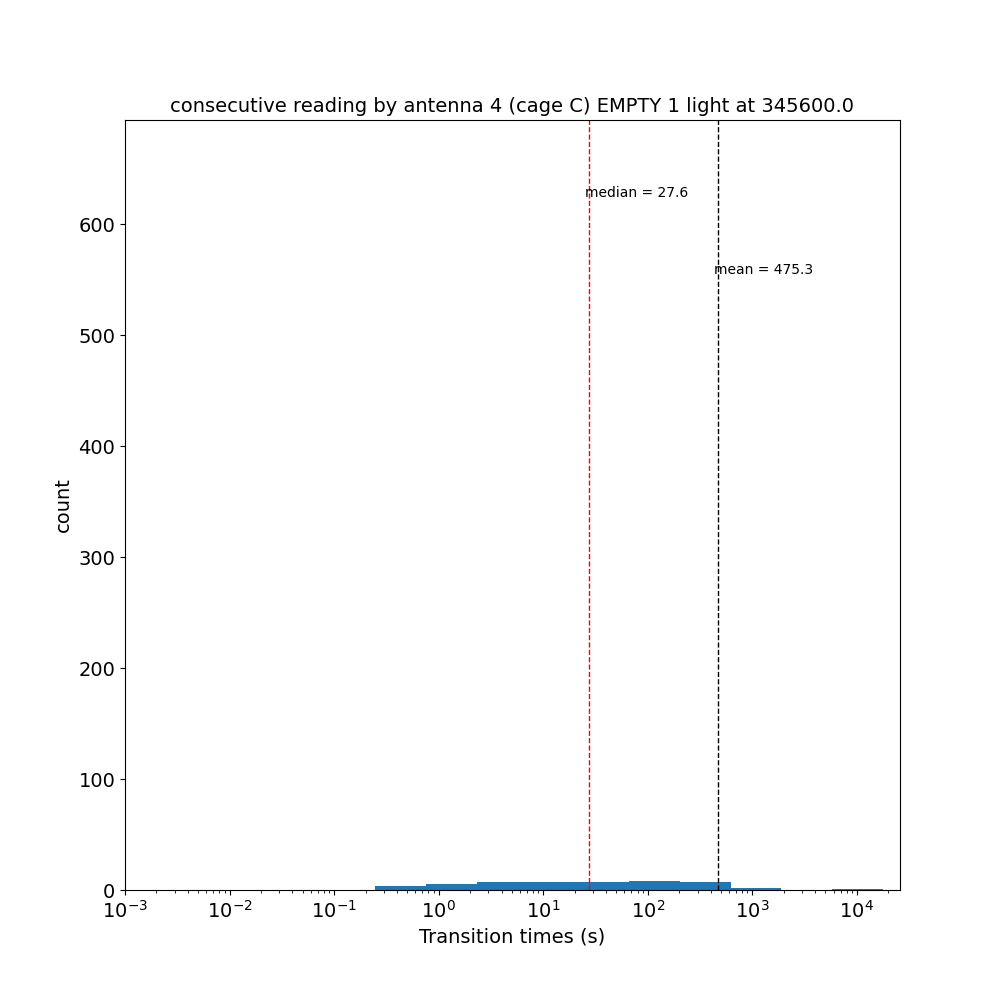 consecutive reading by antenna 4 (cage C) EMPTY 1 light at 345600.0
median = 27.6
mean = 475.3
600
500
400
300
200
100
0
count
10⁻³ 10⁻² 10⁻¹ 10⁰ 10¹ 10² 10³ 10⁴
Transition times (s)